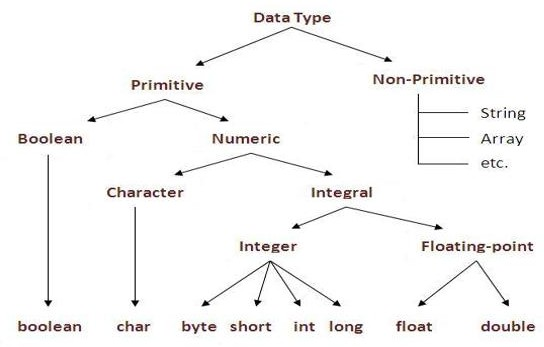 Data Type
Primitive
Non-Primitive
String
Array
etc.
Boolean
Numeric
Character
Integral
Integer
Floating-point
boolean
char
byte
short
int
long
float
double